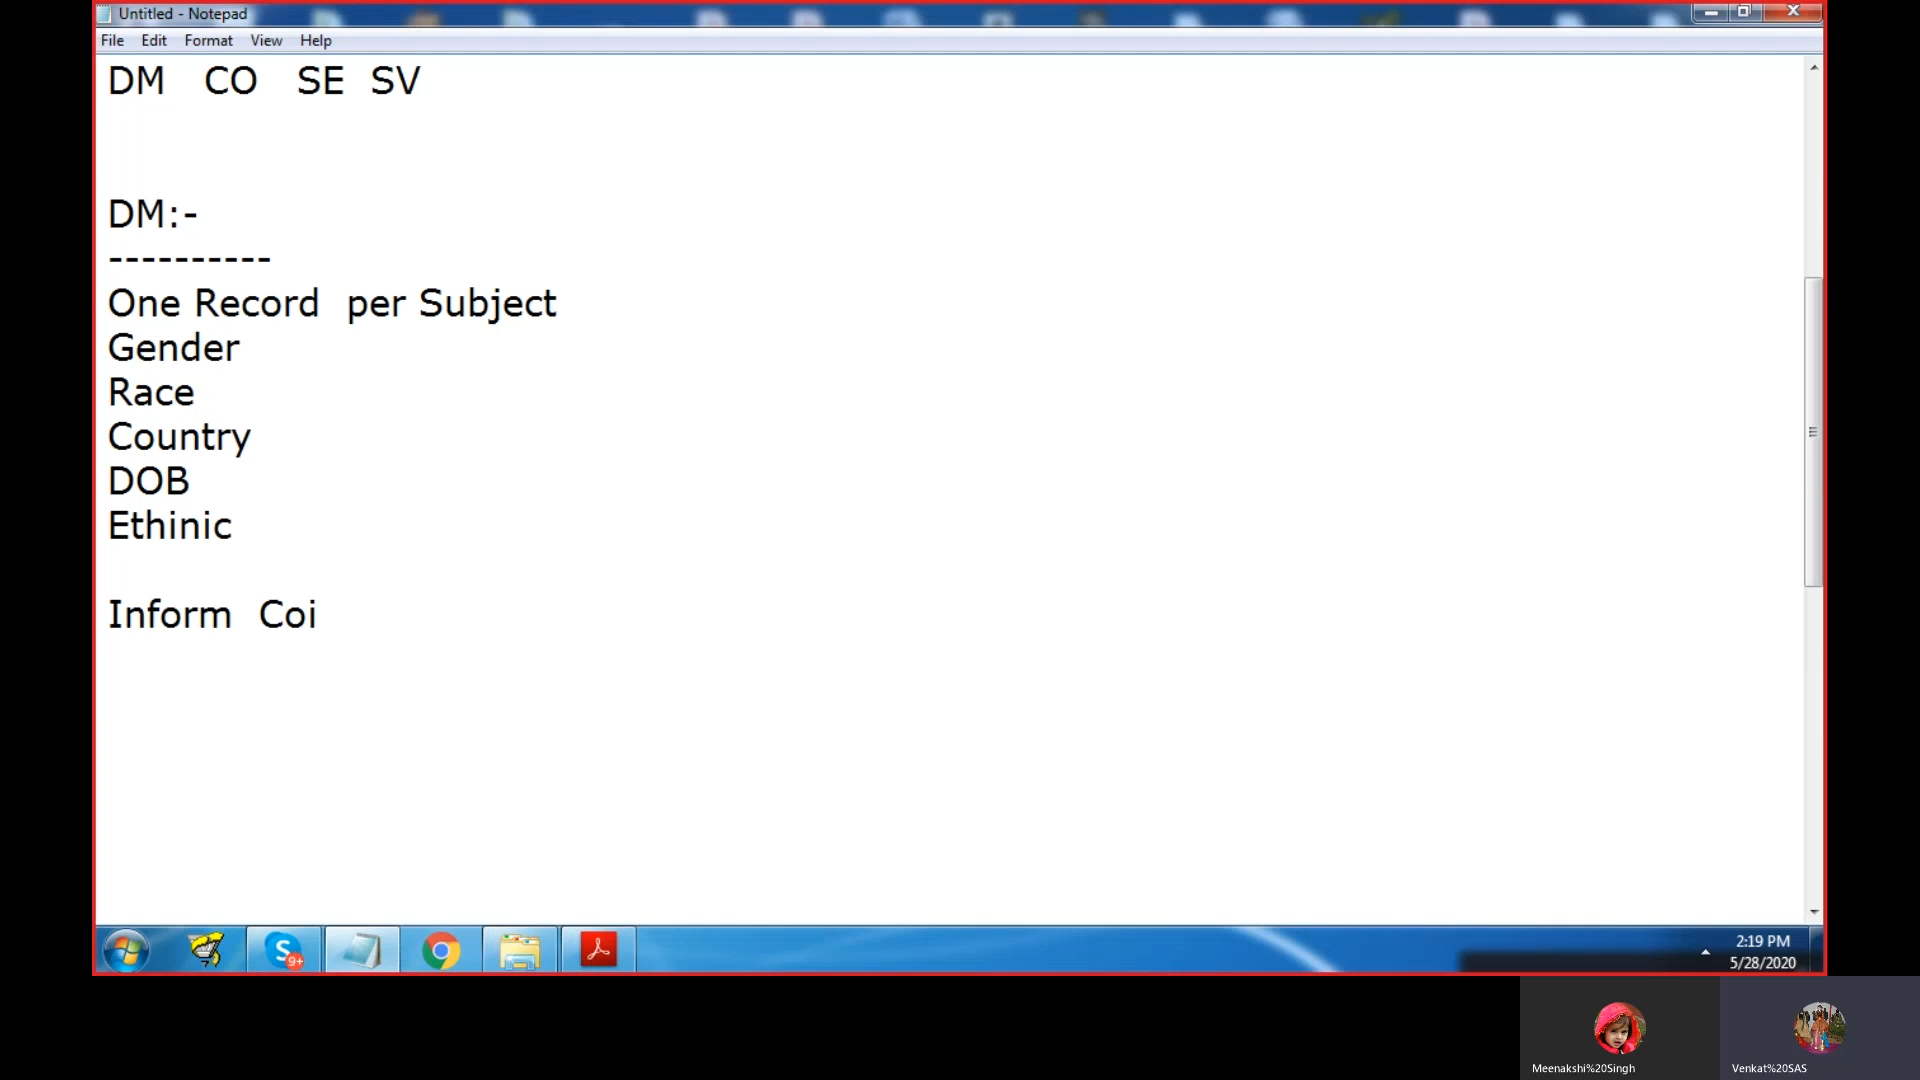 Untitled - Notepad
File Edit Format View Help
DM CO SE SV
DM:-
----------
One Record per Subject
Gender
Race
Country
DOB
Ethinic
Inform Coi
9+
2:19 PM
5/28/2020
Meenakshi%20Singh
Venkat%20SAS